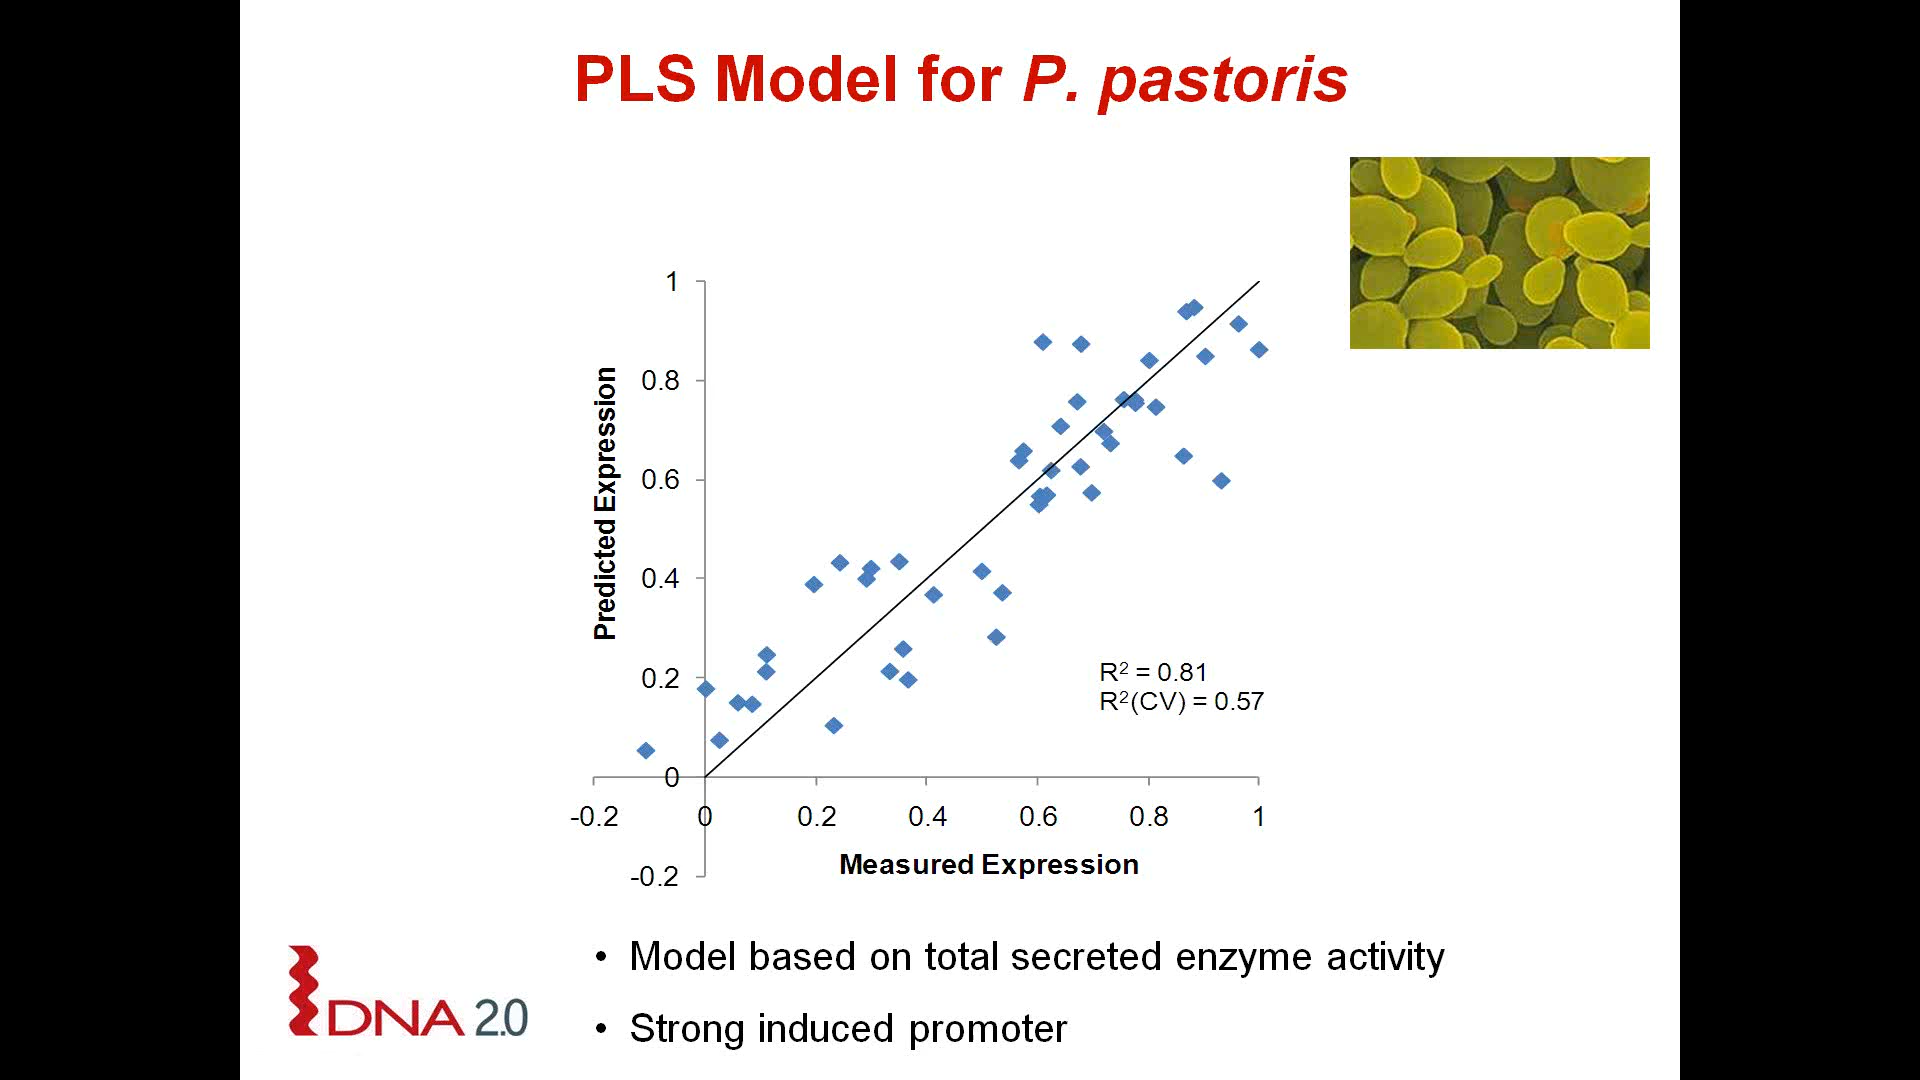 PLS Model for P. pastoris
1
0.8
0.6
0.4
0.2
0
-0.2
Predicted Expression
-0.2 0 0.2 0.4 0.6 0.8 1
Measured Expression
R² = 0.81
R²(CV) = 0.57
• Model based on total secreted enzyme activity
• Strong induced promoter
DNA 2.0